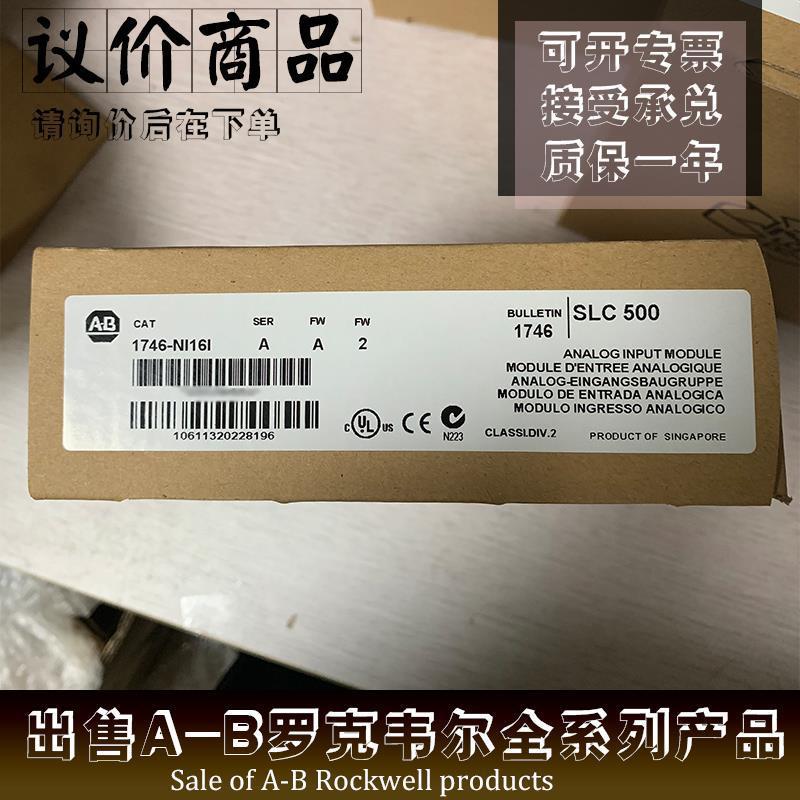 议价商品
请询价后在下单
可开专票
接受承兑
质保一年
A-B
CAT
SER
FW
FW
1746-NI16I
A
A
2
BULLETIN
1746
SLC 500
ANALOG INPUT MODULE
MODULE D'ENTREE ANALOGIQUE
ANALOG-EINGANGSBAUGRUPPE
MODULO DE ENTRADA ANALOGICA
MODULO INGRESSO ANALOGICO
10611320228196
C UL US
CE
N223
CLASSI.DIV.2
PRODUCT OF SINGAPORE
出售A-B罗克韦尔全系列产品
Sale of A-B Rockwell products